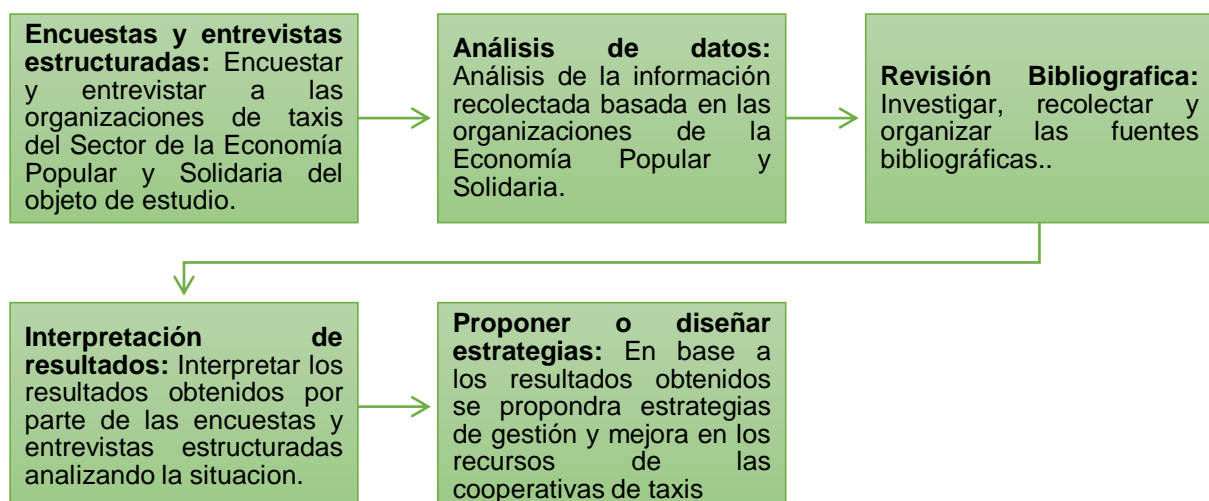 Encuestas y entrevistas
estructuradas: Encuestar
y entrevistar a las
organizaciones de taxis
del Sector de la Economía
Popular y Solidaria del
objeto de estudio.
Análisis de datos:
Análisis de la información
recolectada basada en las
organizaciones de la
Economía Popular y
Solidaria.
Revisión Bibliografica:
Investigar, recolectar y
organizar las fuentes
bibliográficas..
Interpretación de
resultados: Interpretar los
resultados obtenidos por
parte de las encuestas y
entrevistas estructuradas
analizando la situacion.
Proponer o diseñar
estrategias: En base a
los resultados obtenidos
se propondra estrategias
de gestión y mejora en los
recursos de las
cooperativas de taxis